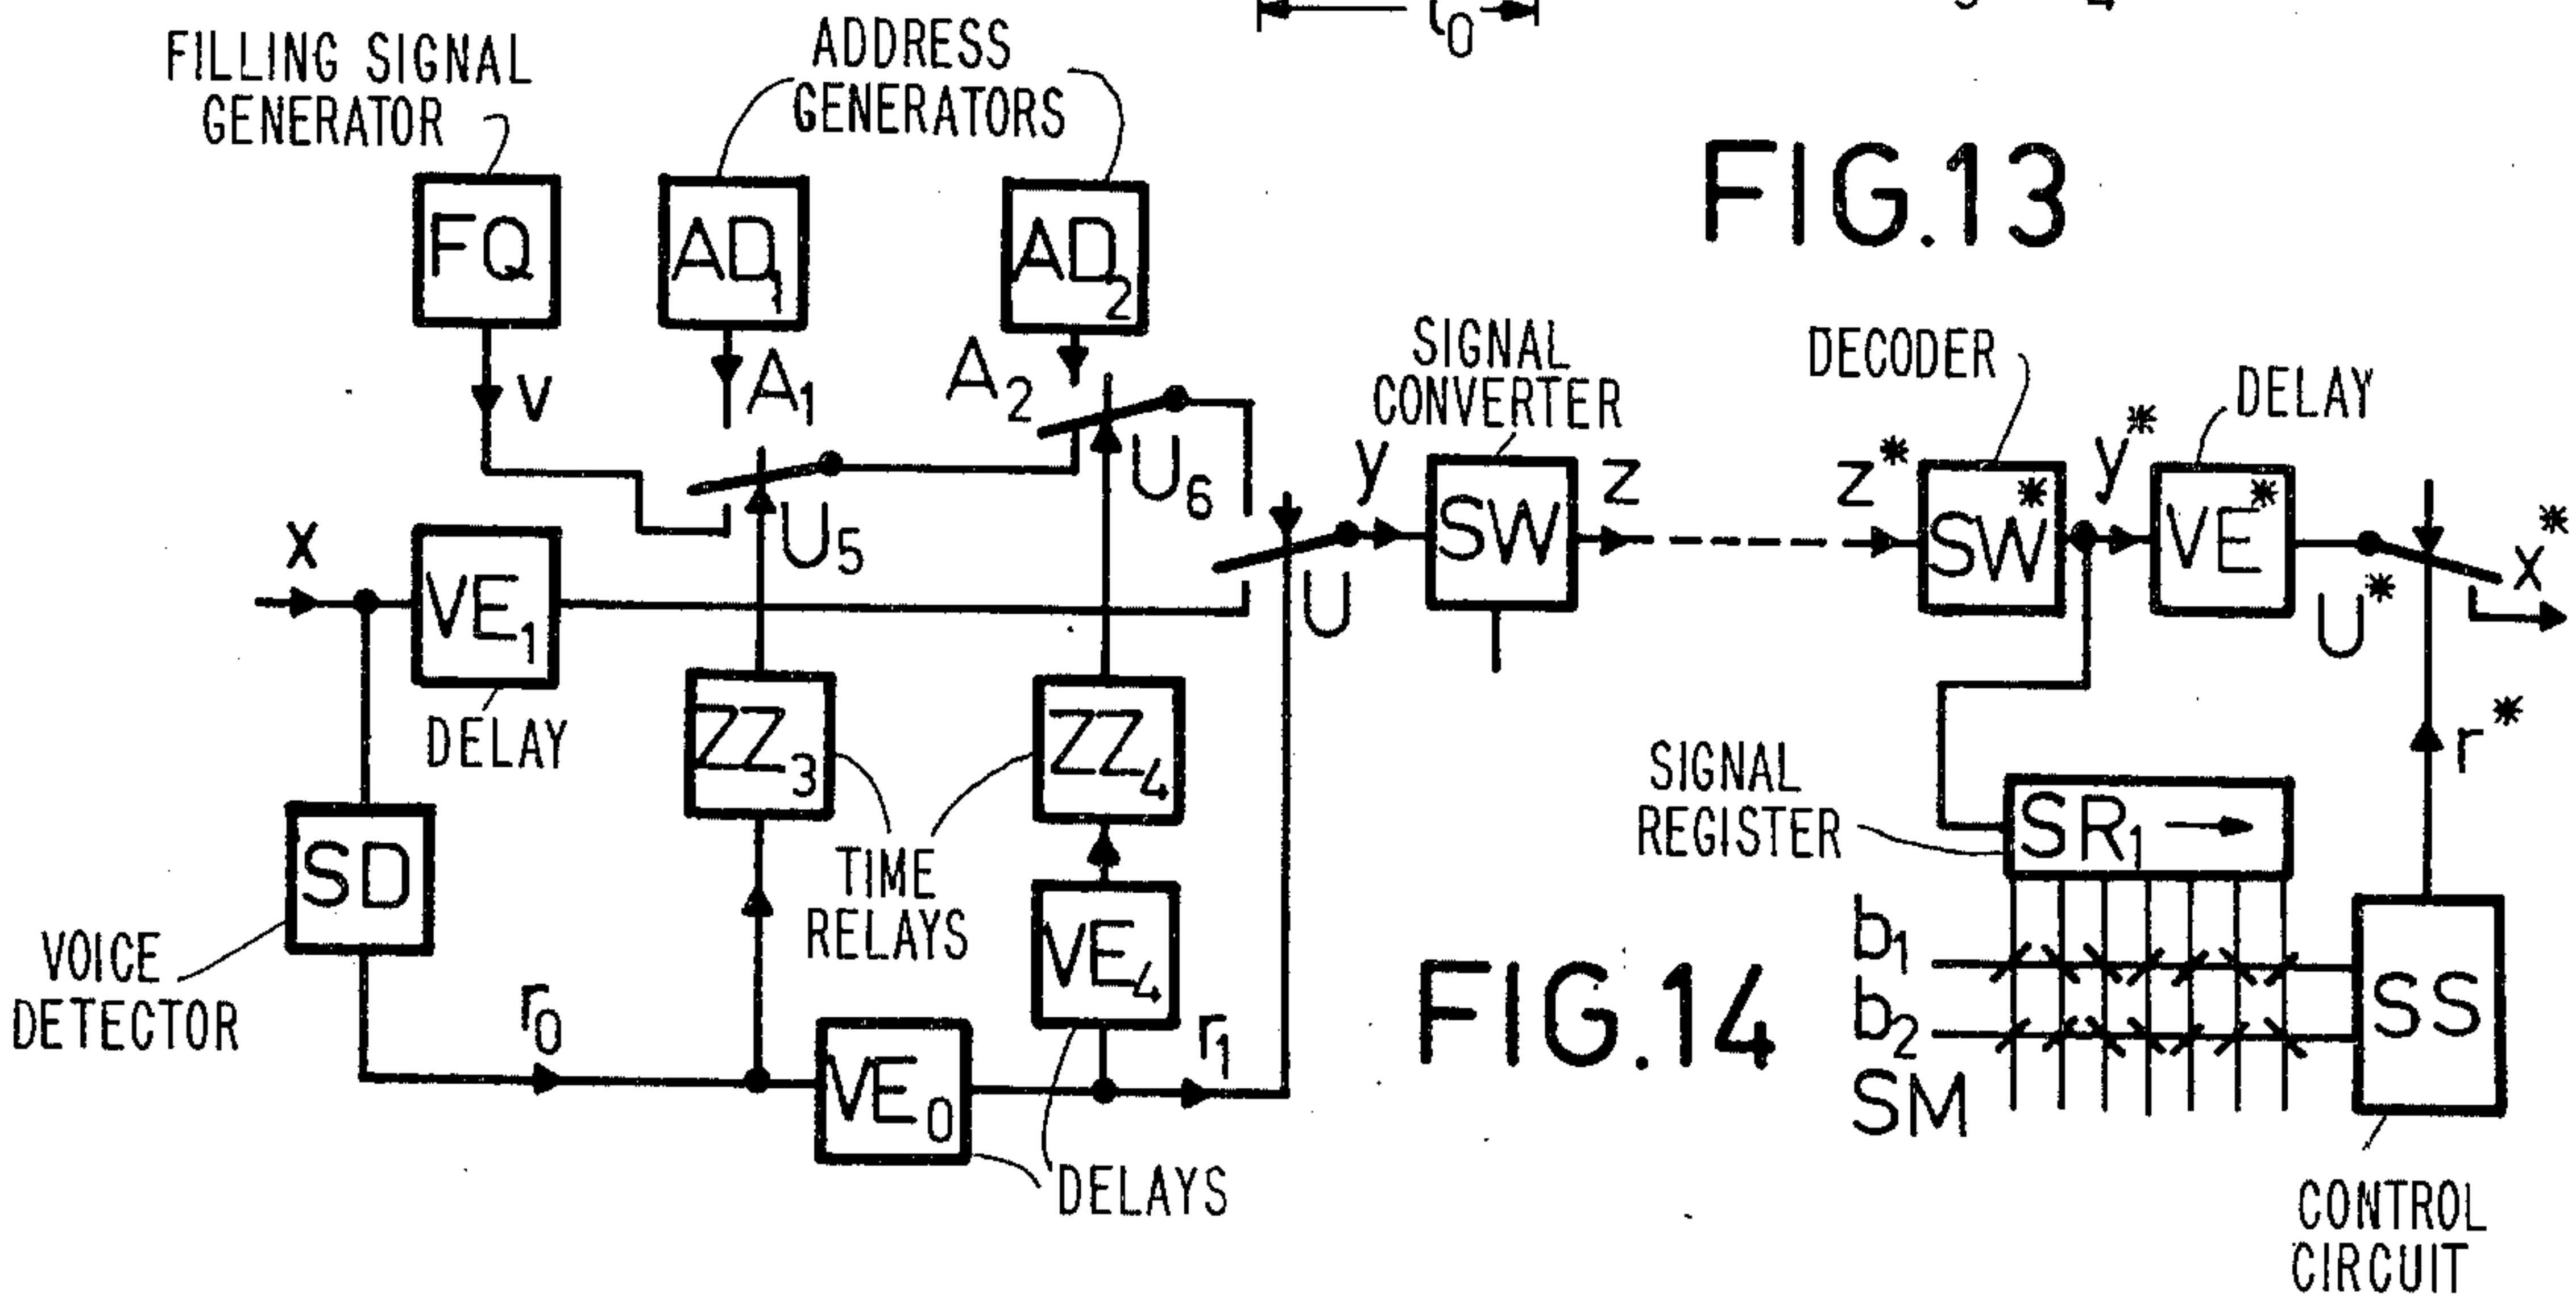 t0
FILLING SIGNAL
GENERATOR
ADDRESS
GENERATORS
FIG.13
FQ
AD1
AD2
v
A1
A2
SIGNAL
CONVERTER
DECODER
DELAY
x
VE1
U5
U6
U
y
SW
z
z*
SW*
y*
VE*
U*
x*
DELAY
ZZ3
ZZ4
r*
SIGNAL
REGISTER
SR1
SD
TIME
RELAYS
VE4
VOICE
DETECTOR
r0
VE0
r1
FIG.14
b1
b2
SM
SS
DELAYS
CONTROL
CIRCUIT